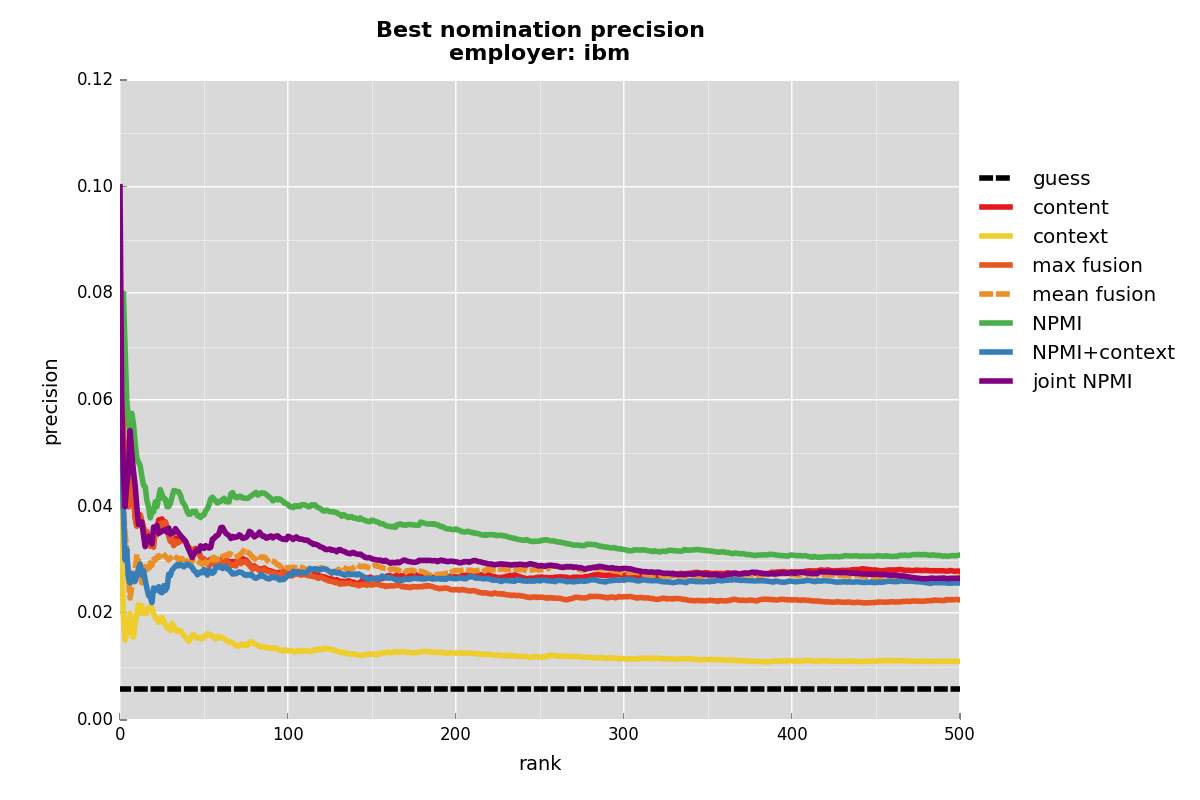 Best nomination precision
employer: ibm
0.12
0.10
0.08
0.06
0.04
0.02
0.00
precision
0 100 200 300 400 500
rank
guess
content
context
max fusion
mean fusion
NPMI
NPMI+context
joint NPMI